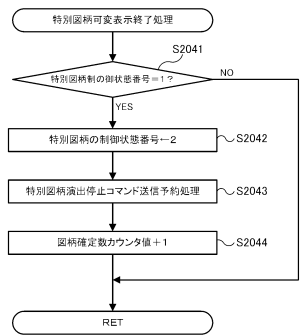 特別図柄可変表示終了処理
S2041
特別図柄制の御状態番号＝1？
NO
YES
特別図柄の制御状態番号←2
S2042
特別図柄演出停止コマンド送信予約処理
S2043
図柄確定数カウンタ値＋1
S2044
RET